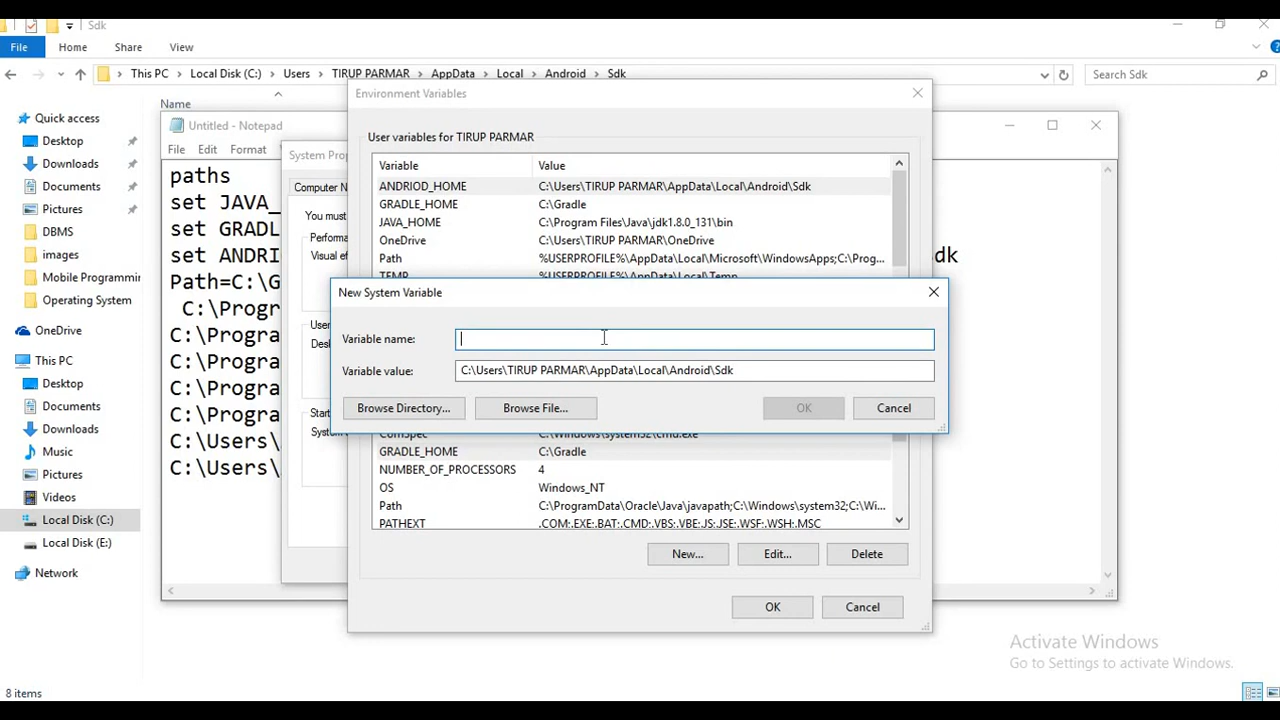 Sdk
File Home Share View
This PC Local Disk (C:) Users TIRUP PARMAR AppData Local Android Sdk
Search Sdk
Name
Quick access
Desktop
Downloads
Documents
Pictures
DBMS
images
Mobile Programmin
Operating System
OneDrive
This PC
Desktop
Documents
Downloads
Music
Pictures
Videos
Local Disk (C:)
Local Disk (E:)
Network
8 items
Untitled - Notepad
File Edit Format
paths
set JAVA_
set GRADL
set ANDRI
dk
Path=C:\G
C:\Progr
C:\Progra
C:\Progra
C:\Progra
C:\Progra
C:\Users\
C:\Users\
System Prop
Computer N
You must
Performa
Visual ef
User
Desk
Start
System
Environment Variables
User variables for TIRUP PARMAR
Variable Value
ANDRIOD_HOME C:\Users\TIRUP PARMAR\AppData\Local\Android\Sdk
GRADLE_HOME C:\Gradle
JAVA_HOME C:\Program Files\Java\jdk1.8.0_131\bin
OneDrive C:\Users\TIRUP PARMAR\OneDrive
Path %USERPROFILE%\AppData\Local\Microsoft\WindowsApps;C:\Prog...
TEMP %USERPROFILE%\AppData\Local\Temp
New System Variable
Variable name:
Variable value: C:\Users\TIRUP PARMAR\AppData\Local\Android\Sdk
Browse Directory... Browse File... OK Cancel
ComSpec C:\Windows\system32\cmd.exe
GRADLE_HOME C:\Gradle
NUMBER_OF_PROCESSORS 4
OS Windows_NT
Path C:\ProgramData\Oracle\Java\javapath;C:\Windows\system32;C:\Wi...
PATHEXT .COM;.EXE;.BAT;.CMD;.VBS;.VBE;.JS;.JSE;.WSF;.WSH;.MSC
New... Edit... Delete
OK Cancel
Activate Windows
Go to Settings to activate Windows.